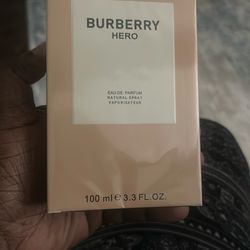 BURBERRY
HERO
EAU DE PARFUM
NATURAL SPRAY
VAPORISATEUR
100 ml e 3.3 FL.OZ.